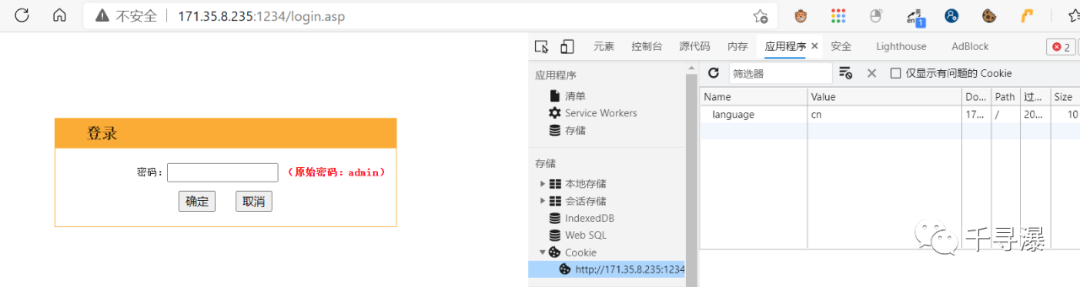 不安全 | 171.35.8.235:1234/login.asp
1
元素 控制台 源代码 内存 应用程序 安全 Lighthouse AdBlock 2
应用程序
清单
Service Workers
存储
存储
本地存储
会话存储
IndexedDB
Web SQL
Cookie
http://171.35.8.235:1234
筛选器 仅显示有问题的 Cookie
Name Value Do... Path 过... Size
language cn 17... / 20... 10
登录
密码: (原始密码:admin)
确定 取消
千寻瀑